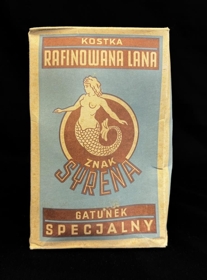 KOSTKA
RAFINOWANA LANA
ZNAK
SYRENA
GATUNEK
SPECJALNY